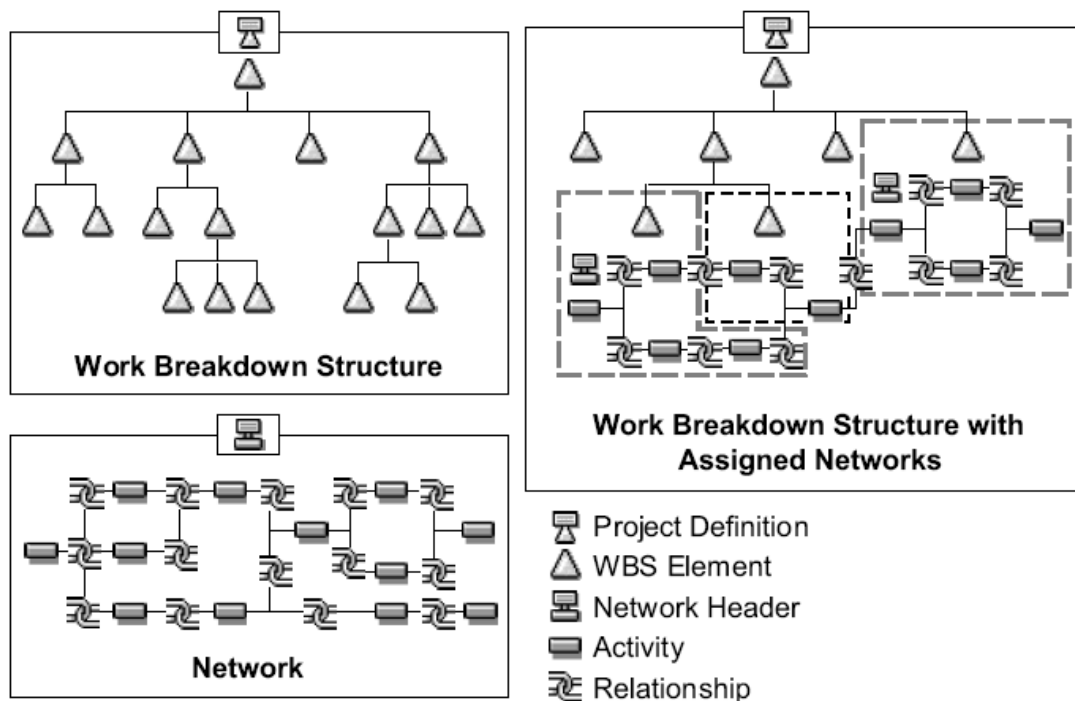 Work Breakdown Structure
Network
Work Breakdown Structure with
Assigned Networks
Project Definition
WBS Element
Network Header
Activity
Relationship